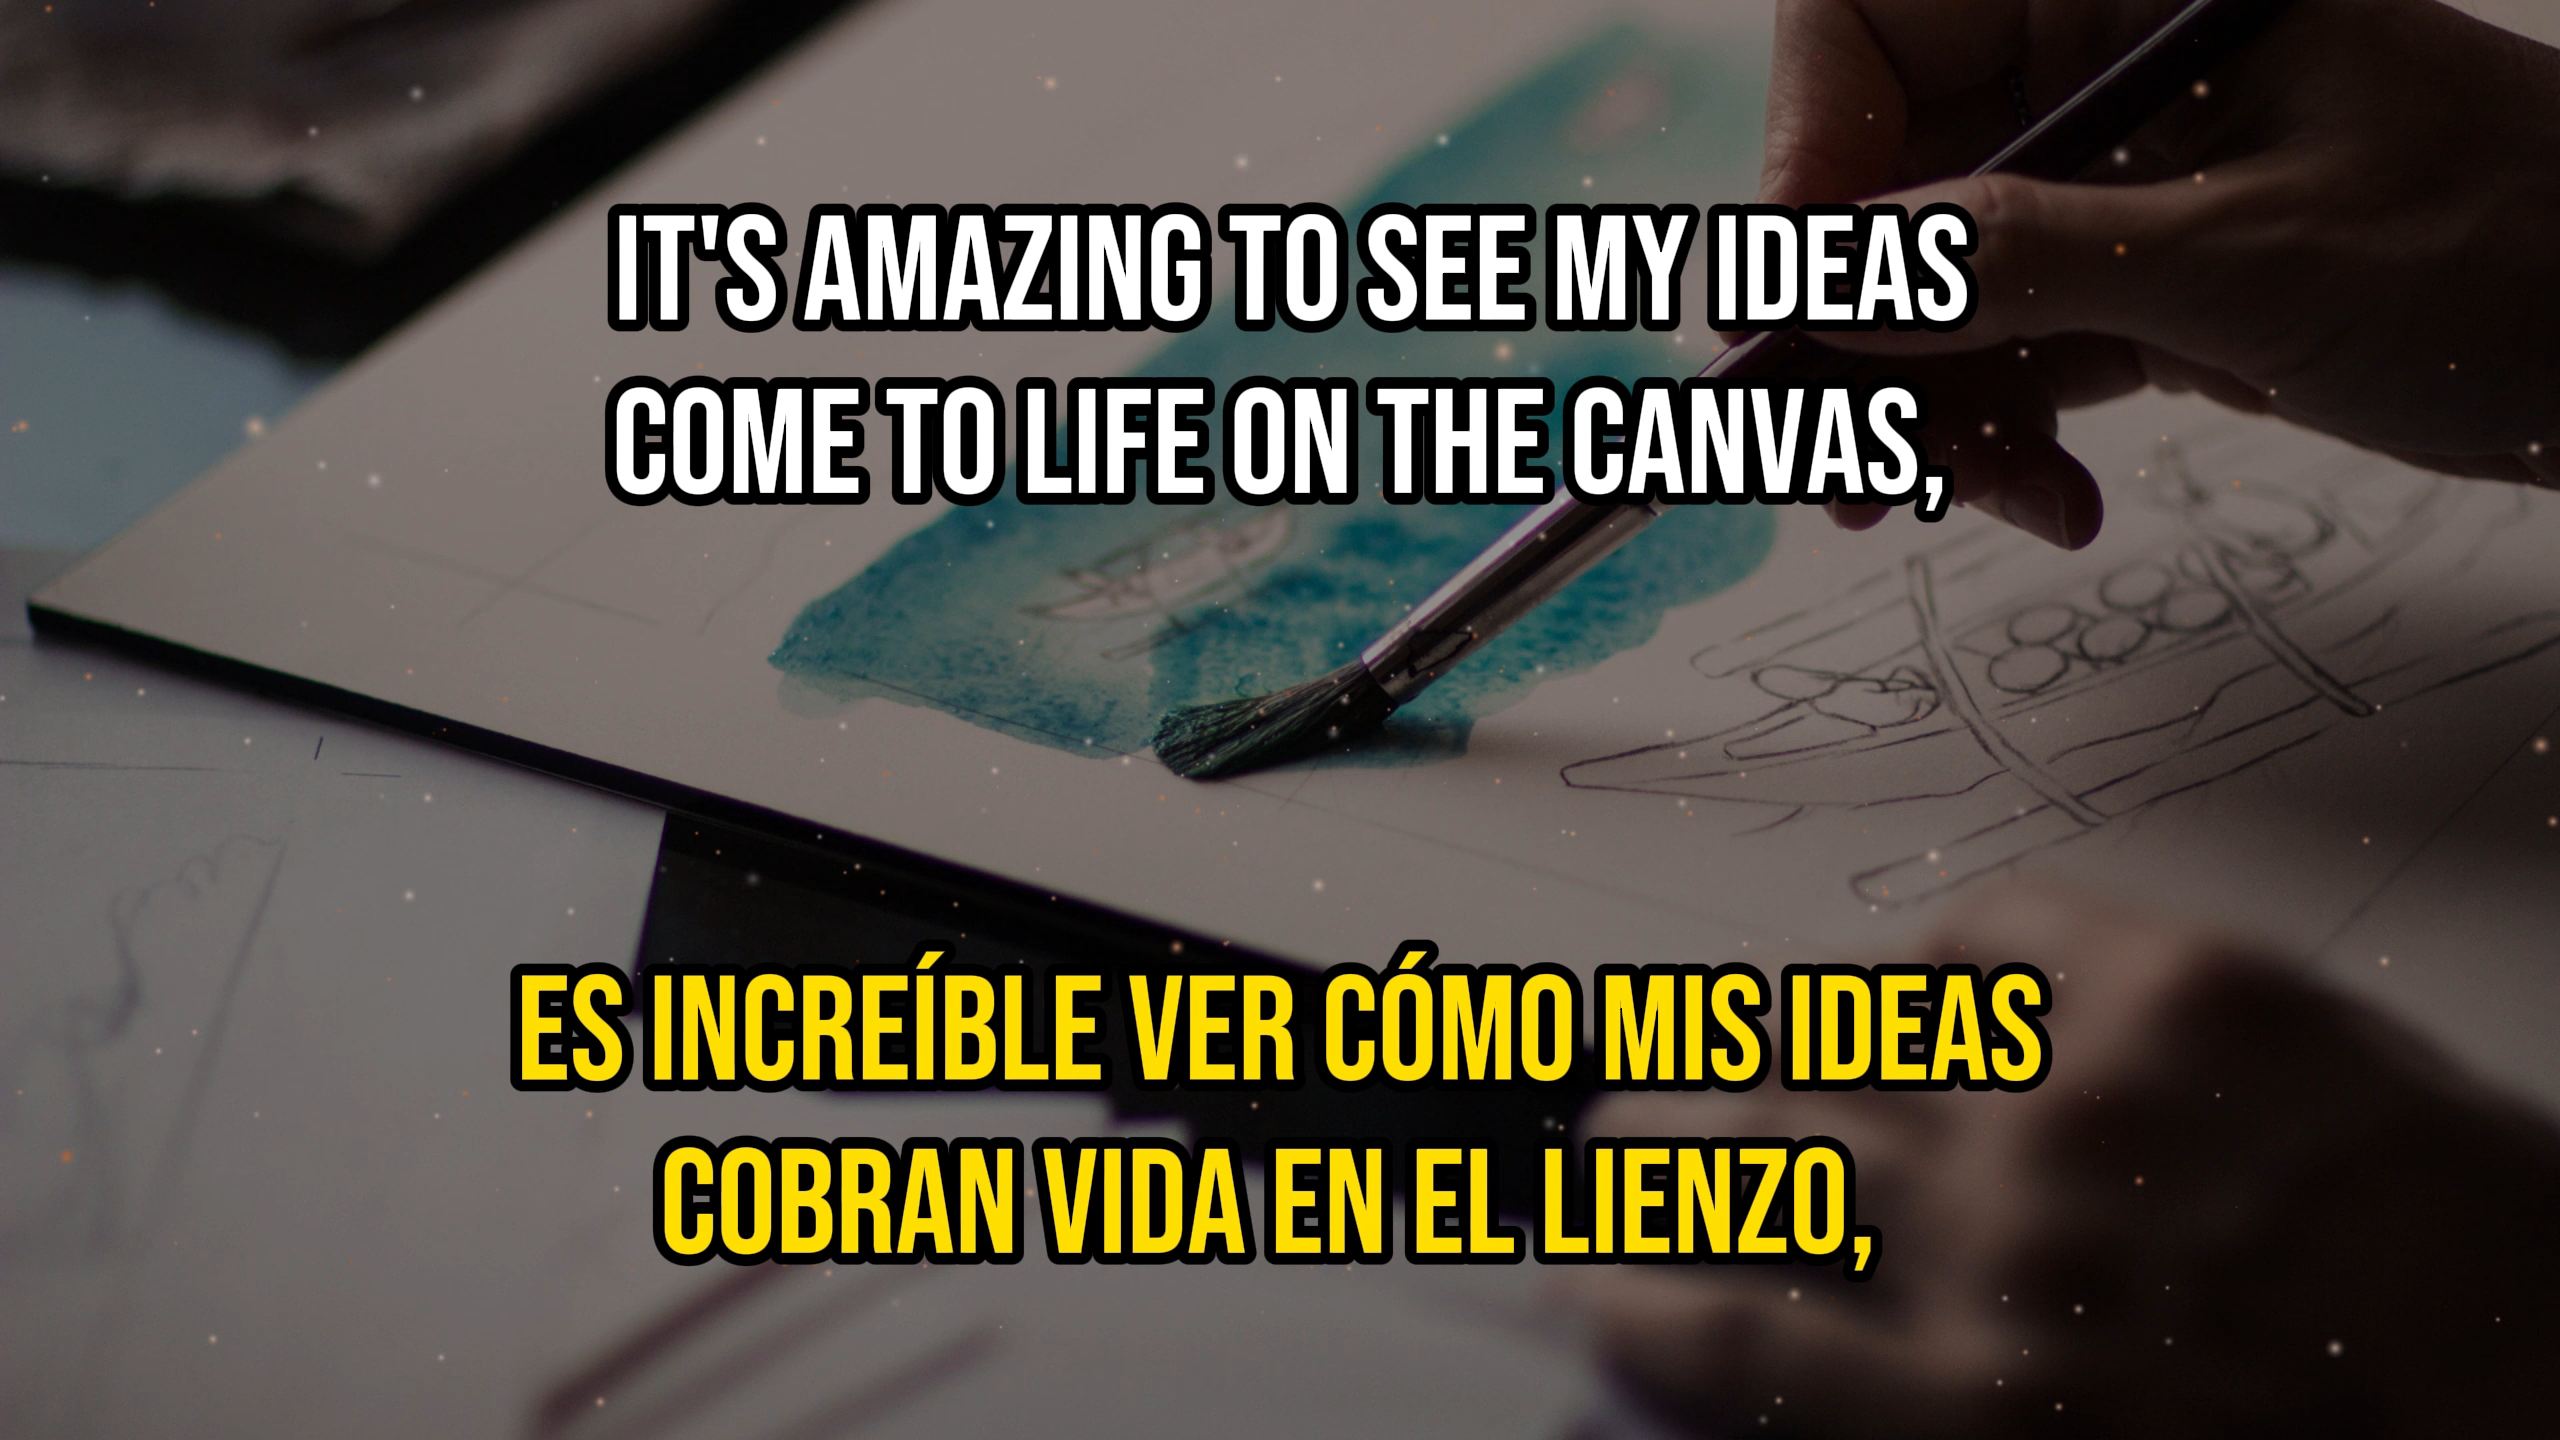 IT'S AMAZING TO SEE MY IDEAS
COME TO LIFE ON THE CANVAS,
ES INCREÍBLE VER CÓMO MIS IDEAS
COBRAN VIDA EN EL LIENZO,